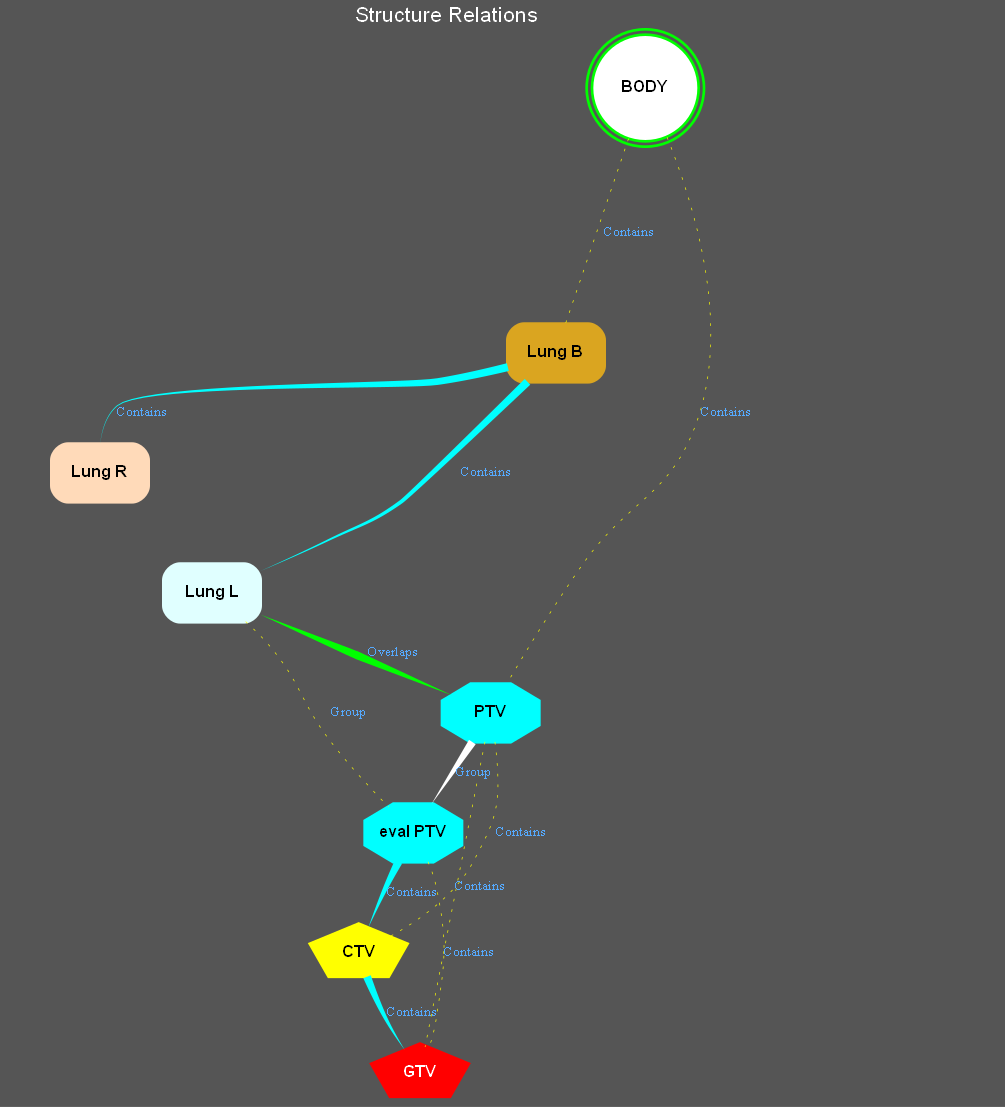 Structure Relations
BODY
Contains
Lung B
Contains
Contains
Lung R
Contains
Lung L
Overlaps
Group
PTV
Group
eval PTV
Contains
Contains
Contains
CTV
Contains
Contains
GTV